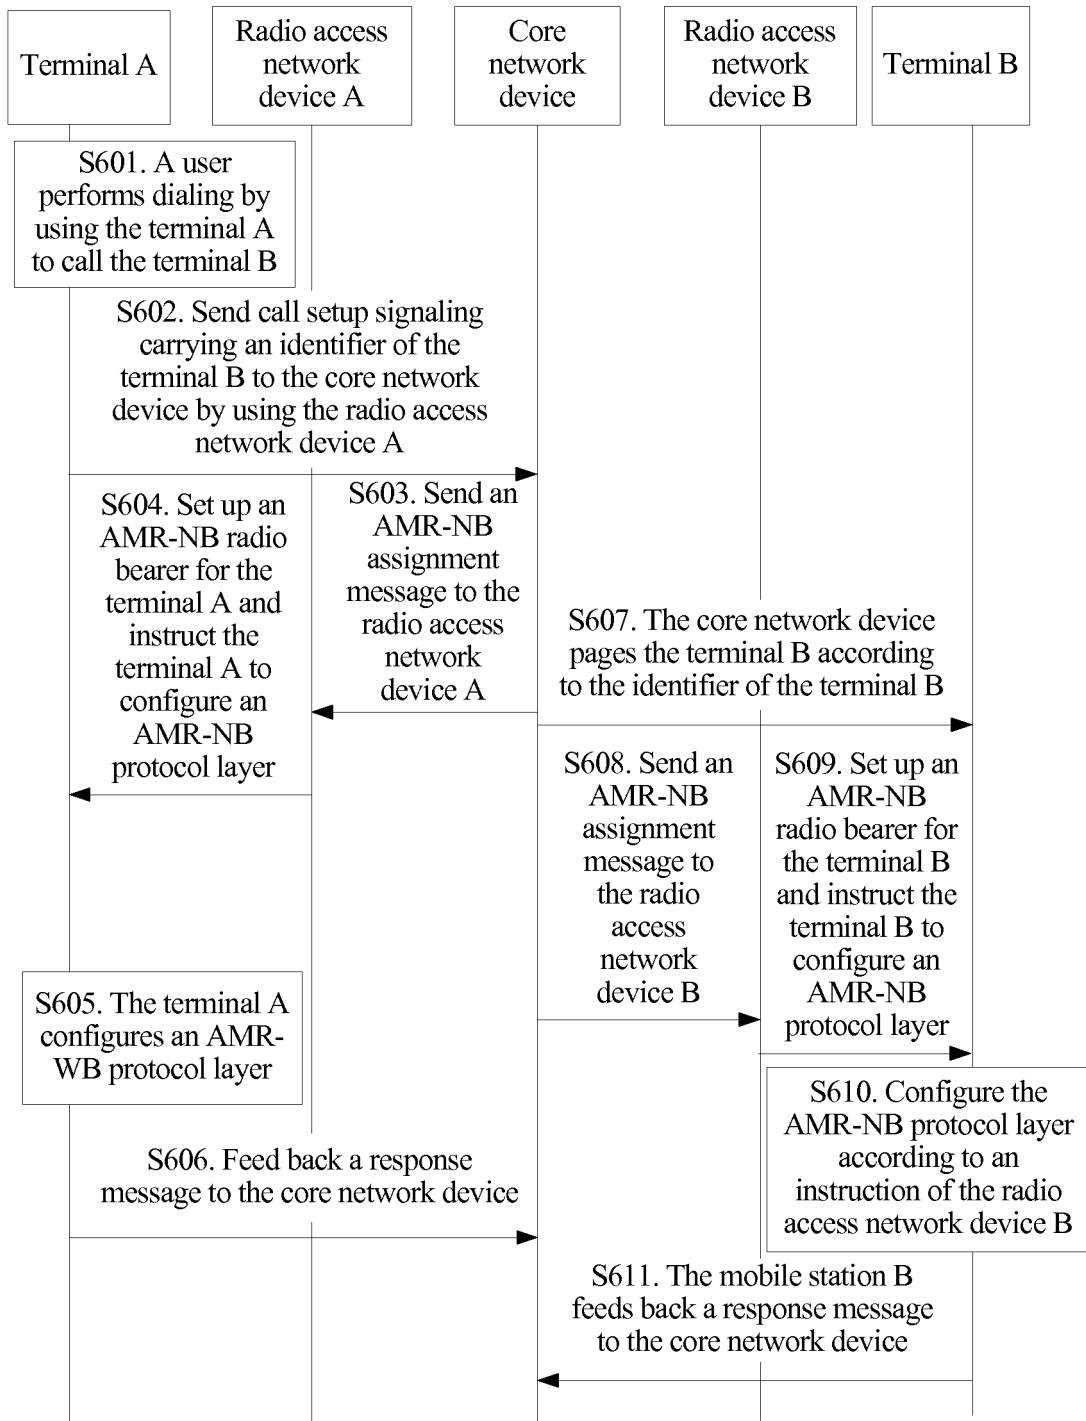 Terminal A
Radio access
network
device A
Core
network
device
Radio access
network
device B
Terminal B
S601. A user
performs dialing by
using the terminal A
to call the terminal B
S602. Send call setup signaling
carrying an identifier of the
terminal B to the core network
device by using the radio access
network device A
S603. Send an
AMR-NB
assignment
message to the
radio access
network
device A
S604. Set up an
AMR-NB radio
bearer for the
terminal A and
instruct the
terminal A to
configure an
AMR-NB
protocol layer
S607. The core network device
pages the terminal B according
to the identifier of the terminal B
S608. Send an
AMR-NB
assignment
message to
the radio
access
network
device B
S609. Set up an
AMR-NB
radio bearer for
the terminal B
and instruct the
terminal B to
configure an
AMR-NB
protocol layer
S605. The terminal A
configures an AMR-
WB protocol layer
S610. Configure the
AMR-NB protocol layer
according to an
instruction of the radio
access network device B
S606. Feed back a response
message to the core network device
S611. The mobile station B
feeds back a response message
to the core network device